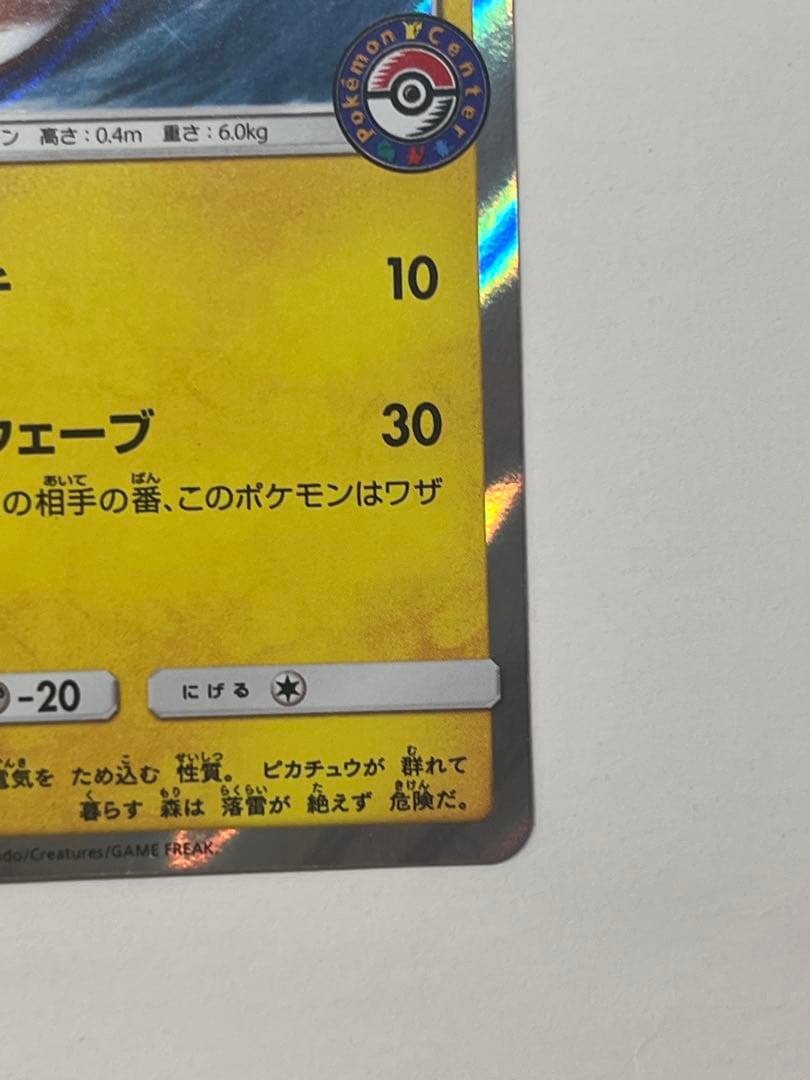 Pokémon Center
ン 高さ:0.4m 重さ:6.0kg
10
ウェーブ 30
の相手の番、このポケモンはワザ
-20 にげる
電気を ため込む 性質。 ピカチュウが 群れて
暮らす 森は 落雷が 絶えず 危険だ。
do/Creatures/GAME FREAK.